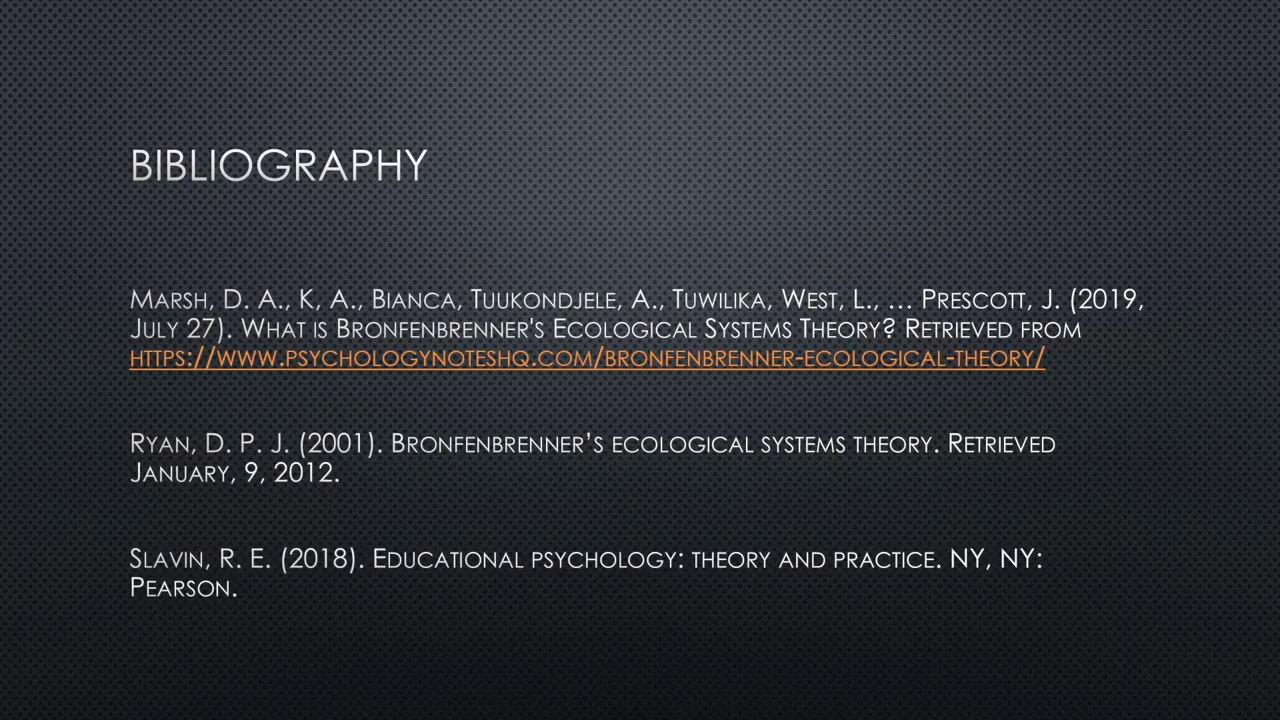 BIBLIOGRAPHY
Marsh, D. A., K, A., Bianca, Tuukondjele, A., Tuwilika, West, L., … Prescott, J. (2019,
July 27). What is Bronfenbrenner's Ecological Systems Theory? Retrieved from
https://www.psychologynoteshq.com/bronfenbrenner-ecological-theory/
Ryan, D. P. J. (2001). Bronfenbrenner’s ecological systems theory. Retrieved
January, 9, 2012.
Slavin, R. E. (2018). Educational psychology: theory and practice. NY, NY:
Pearson.